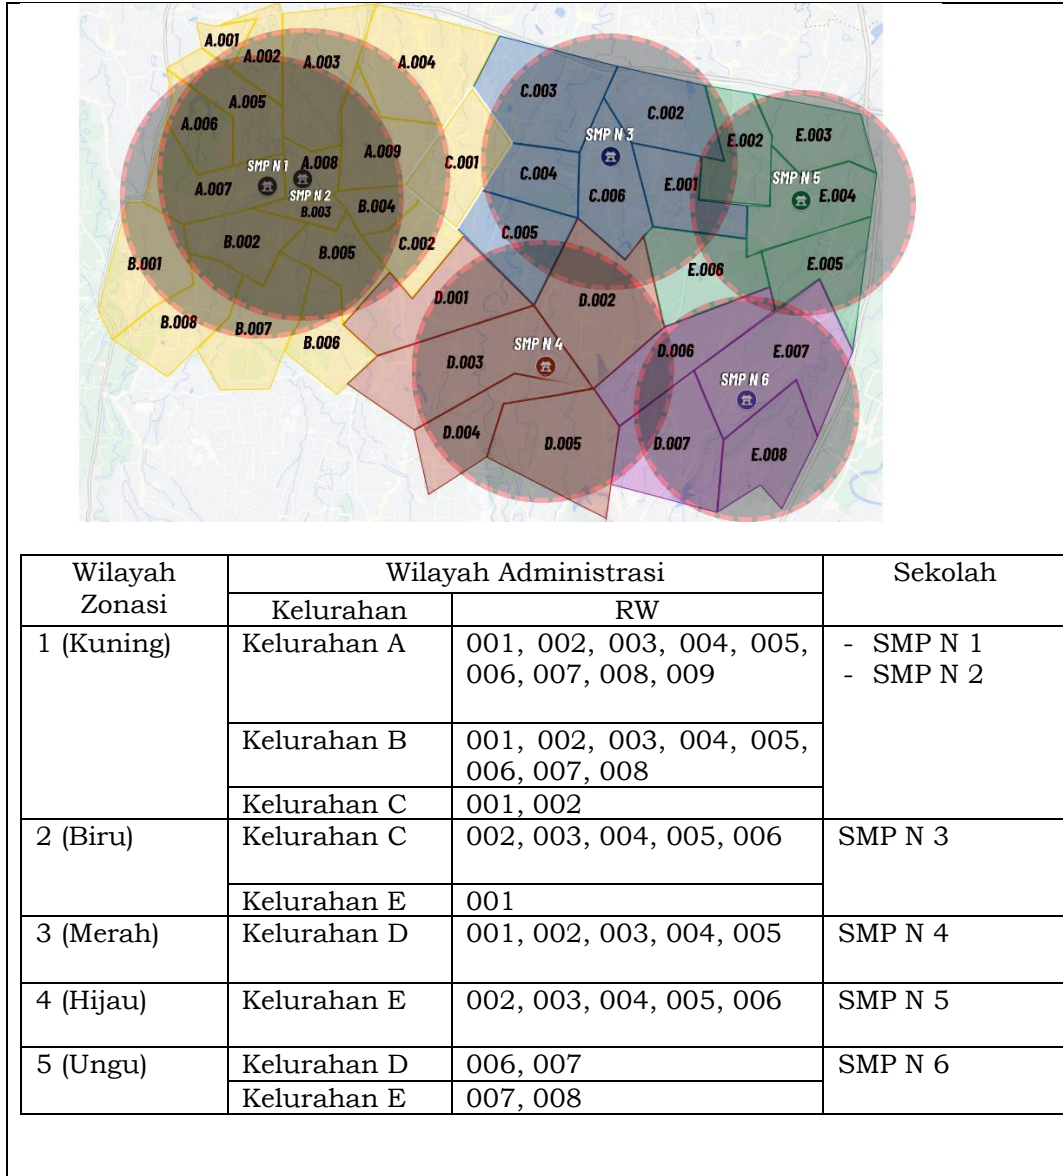 A.001
A.002
A.003
A.004
A.005
A.006
A.007
A.008
A.009
SMP N 1
SMP N 2
B.001
B.002
B.003
B.004
B.005
B.006
B.007
B.008
C.001
C.002
C.003
C.002
SMP N 3
C.004
C.006
C.005
E.001
E.002
E.003
SMP N 5
E.004
E.005
E.006
D.001
D.002
D.003
SMP N 4
D.004
D.005
D.006
E.007
SMP N 6
D.007
E.008
Wilayah Zonasi
Wilayah Administrasi
Sekolah
Kelurahan
RW
1 (Kuning)
Kelurahan A
001, 002, 003, 004, 005,
006, 007, 008, 009
- SMP N 1
- SMP N 2
Kelurahan B
001, 002, 003, 004, 005,
006, 007, 008
Kelurahan C
001, 002
2 (Biru)
Kelurahan C
002, 003, 004, 005, 006
SMP N 3
Kelurahan E
001
3 (Merah)
Kelurahan D
001, 002, 003, 004, 005
SMP N 4
4 (Hijau)
Kelurahan E
002, 003, 004, 005, 006
SMP N 5
5 (Ungu)
Kelurahan D
006, 007
SMP N 6
Kelurahan E
007, 008